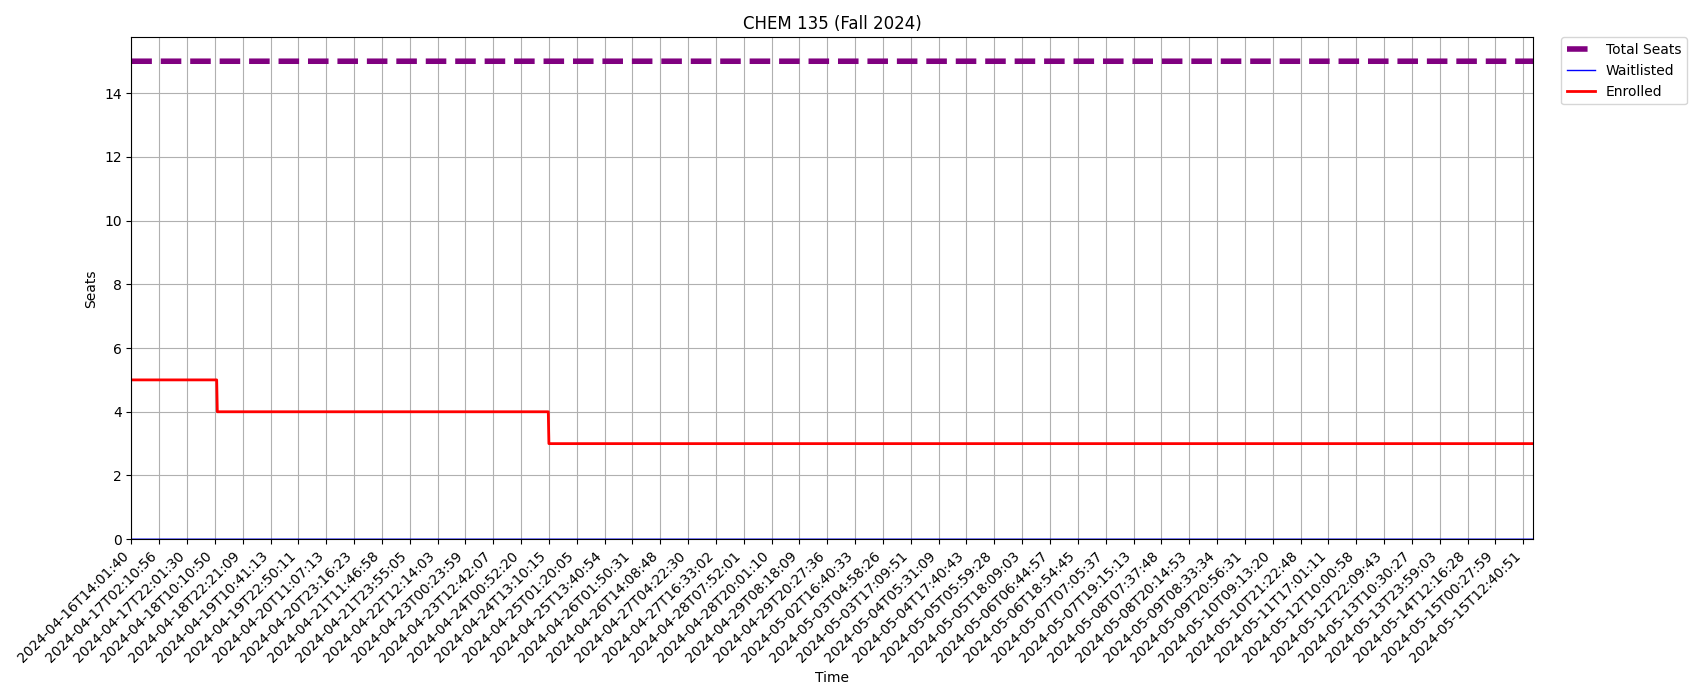 CHEM 135 (Fall 2024)
Total Seats
Waitlisted
Enrolled
Seats
14
12
10
8
6
4
2
0
2024-04-16T14:01:40
2024-04-17T02:10:56
2024-04-17T22:01:30
2024-04-18T10:10:50
2024-04-18T22:21:09
2024-04-19T10:41:13
2024-04-19T22:50:11
2024-04-20T11:07:13
2024-04-20T23:16:23
2024-04-21T11:46:58
2024-04-21T23:55:05
2024-04-22T12:14:03
2024-04-23T00:23:59
2024-04-23T12:42:07
2024-04-24T00:52:20
2024-04-24T13:10:15
2024-04-25T01:20:05
2024-04-25T13:40:54
2024-04-26T01:50:31
2024-04-26T14:08:48
2024-04-27T04:22:30
2024-04-27T16:33:02
2024-04-28T07:52:01
2024-04-28T20:01:10
2024-04-29T08:18:09
2024-04-29T20:27:36
2024-05-02T16:40:33
2024-05-03T04:58:26
2024-05-03T17:09:51
2024-05-04T05:31:09
2024-05-04T17:40:43
2024-05-05T05:59:28
2024-05-05T18:09:03
2024-05-06T06:44:57
2024-05-06T18:54:45
2024-05-07T07:05:37
2024-05-07T19:15:13
2024-05-08T07:37:48
2024-05-08T20:14:53
2024-05-09T08:33:34
2024-05-09T20:56:31
2024-05-10T09:13:20
2024-05-10T21:22:48
2024-05-11T17:01:11
2024-05-12T10:00:58
2024-05-12T22:09:43
2024-05-13T10:30:27
2024-05-13T23:59:03
2024-05-14T12:16:28
2024-05-15T00:27:59
2024-05-15T12:40:51
Time